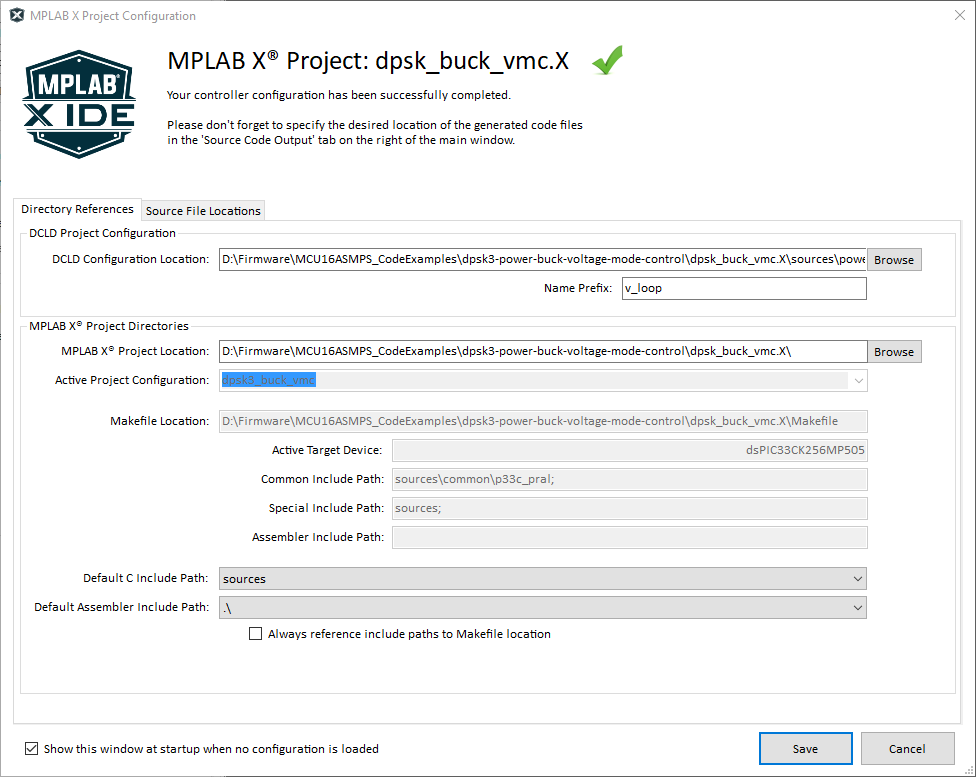 MPLAB X Project Configuration
MPLAB
X IDE
MPLAB X® Project: dpsk_buck_vmc.X
Your controller configuration has been successfully completed.
Please don't forget to specify the desired location of the generated code files
in the 'Source Code Output' tab on the right of the main window.
Directory References
Source File Locations
DCLD Project Configuration
DCLD Configuration Location: D:\Firmware\MCU16ASMPS_CodeExamples\dpsk3-power-buck-voltage-mode-control\dpsk_buck_vmc.X\sources\powe Browse
Name Prefix: v_loop
MPLAB X® Project Directories
MPLAB X® Project Location: D:\Firmware\MCU16ASMPS_CodeExamples\dpsk3-power-buck-voltage-mode-control\dpsk_buck_vmc.X\ Browse
Active Project Configuration: dpsk3_buck_vmc
Makefile Location: D:\Firmware\MCU16ASMPS_CodeExamples\dpsk3-power-buck-voltage-mode-control\dpsk_buck_vmc.X\Makefile
Active Target Device: dsPIC33CK256MP505
Common Include Path: sources\common\p33c_pral;
Special Include Path: sources;
Assembler Include Path:
Default C Include Path: sources
Default Assembler Include Path: .\
Always reference include paths to Makefile location
Show this window at startup when no configuration is loaded
Save
Cancel